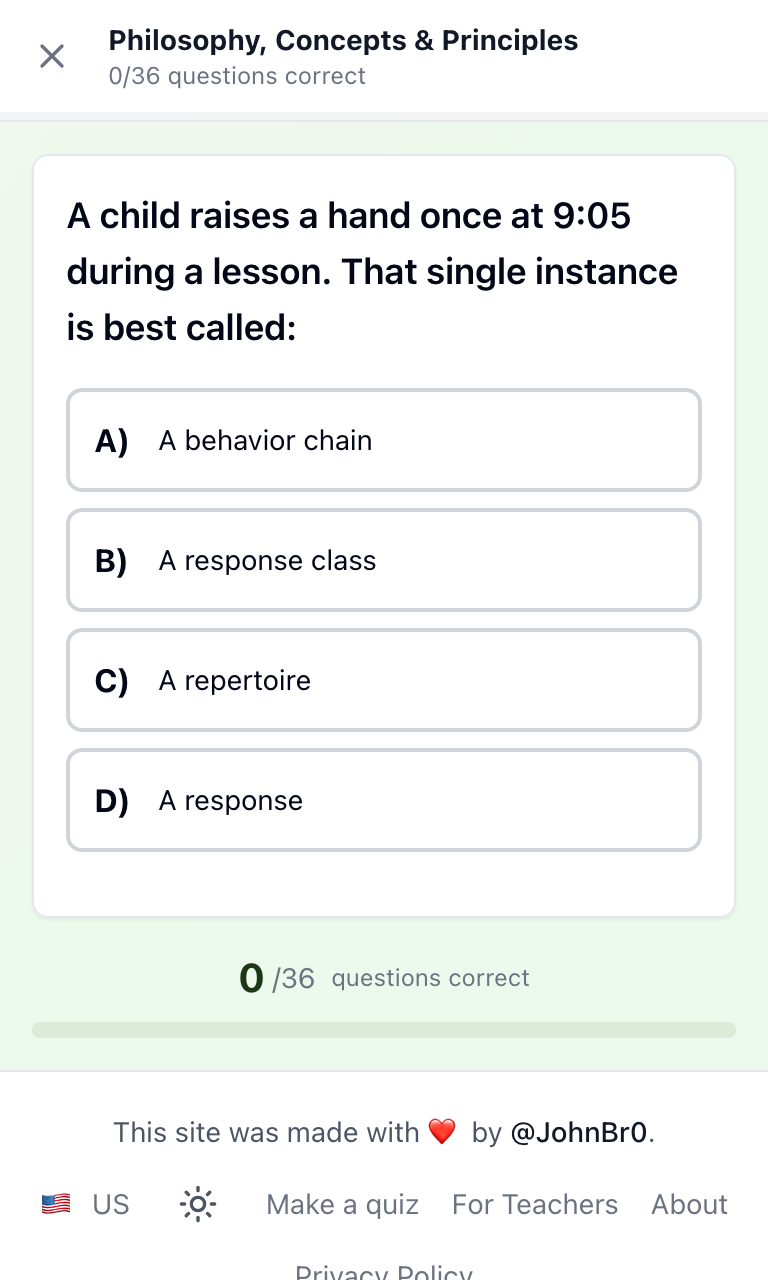 Philosophy, Concepts & Principles
0/36 questions correct
A child raises a hand once at 9:05
during a lesson. That single instance
is best called:
A) A behavior chain
B) A response class
C) A repertoire
D) A response
0 /36 questions correct
This site was made with ❤️ by @JohnBr0.
🇺🇸 US Make a quiz For Teachers About
Privacy Policy